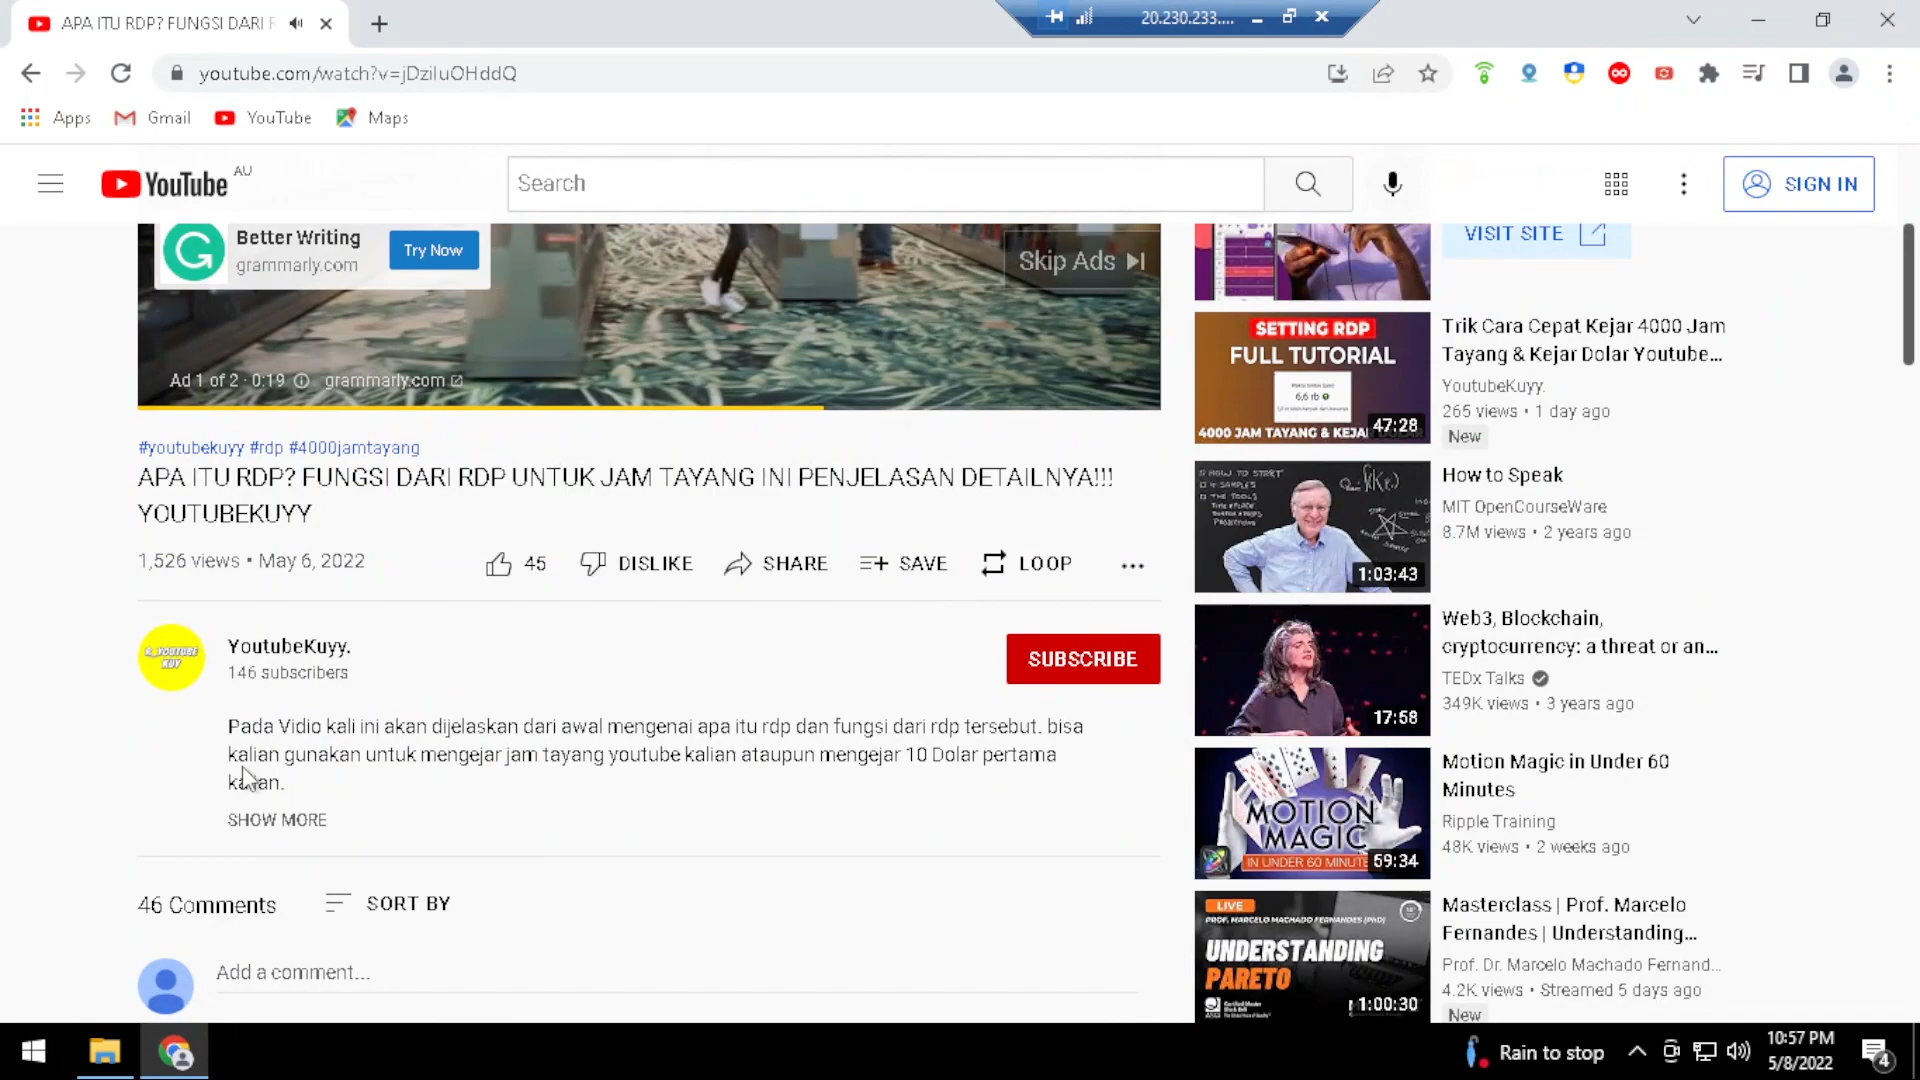 APA ITU RDP? FUNGSI DARI R
20.230.233....
youtube.com/watch?v=jDziIuOHddQ
Apps
Gmail
YouTube
Maps
YouTube
AU
Search
SIGN IN
Better Writing
grammarly.com
Try Now
Skip Ads
Ad 1 of 2 · 0:19
grammarly.com
#youtubekuyy #rdp #4000jamtayang
APA ITU RDP? FUNGSI DARI RDP UNTUK JAM TAYANG INI PENJELASAN DETAILNYA!!!
YOUTUBEKUYY
1,526 views • May 6, 2022
45
DISLIKE
SHARE
SAVE
LOOP
YoutubeKuyy.
146 subscribers
SUBSCRIBE
Pada Vidio kali ini akan dijelaskan dari awal mengenai apa itu rdp dan fungsi dari rdp tersebut. bisa
kalian gunakan untuk mengejar jam tayang youtube kalian ataupun mengejar 10 Dolar pertama
kalian.
SHOW MORE
46 Comments
SORT BY
Add a comment...
VISIT SITE
SETTING RDP
FULL TUTORIAL
6,6 rb
4000 JAM TAYANG & KEJA
47:28
Trik Cara Cepat Kejar 4000 Jam
Tayang & Kejar Dolar Youtube...
YoutubeKuyy.
265 views • 1 day ago
New
1:03:43
How to Speak
MIT OpenCourseWare
8.7M views • 2 years ago
17:58
Web3, Blockchain,
cryptocurrency: a threat or an...
TEDx Talks
349K views • 3 years ago
MOTION
MAGIC
IN UNDER 60 MINUTE
59:34
Motion Magic in Under 60
Minutes
Ripple Training
48K views • 2 weeks ago
LIVE
PROF. MARCELO MACHADO FERNANDES (PhD)
UNDERSTANDING
PARETO
1:00:30
Masterclass | Prof. Marcelo
Fernandes | Understanding...
Prof. Dr. Marcelo Machado Fernand...
4.2K views • Streamed 5 days ago
New
Rain to stop
10:57 PM
5/8/2022
4